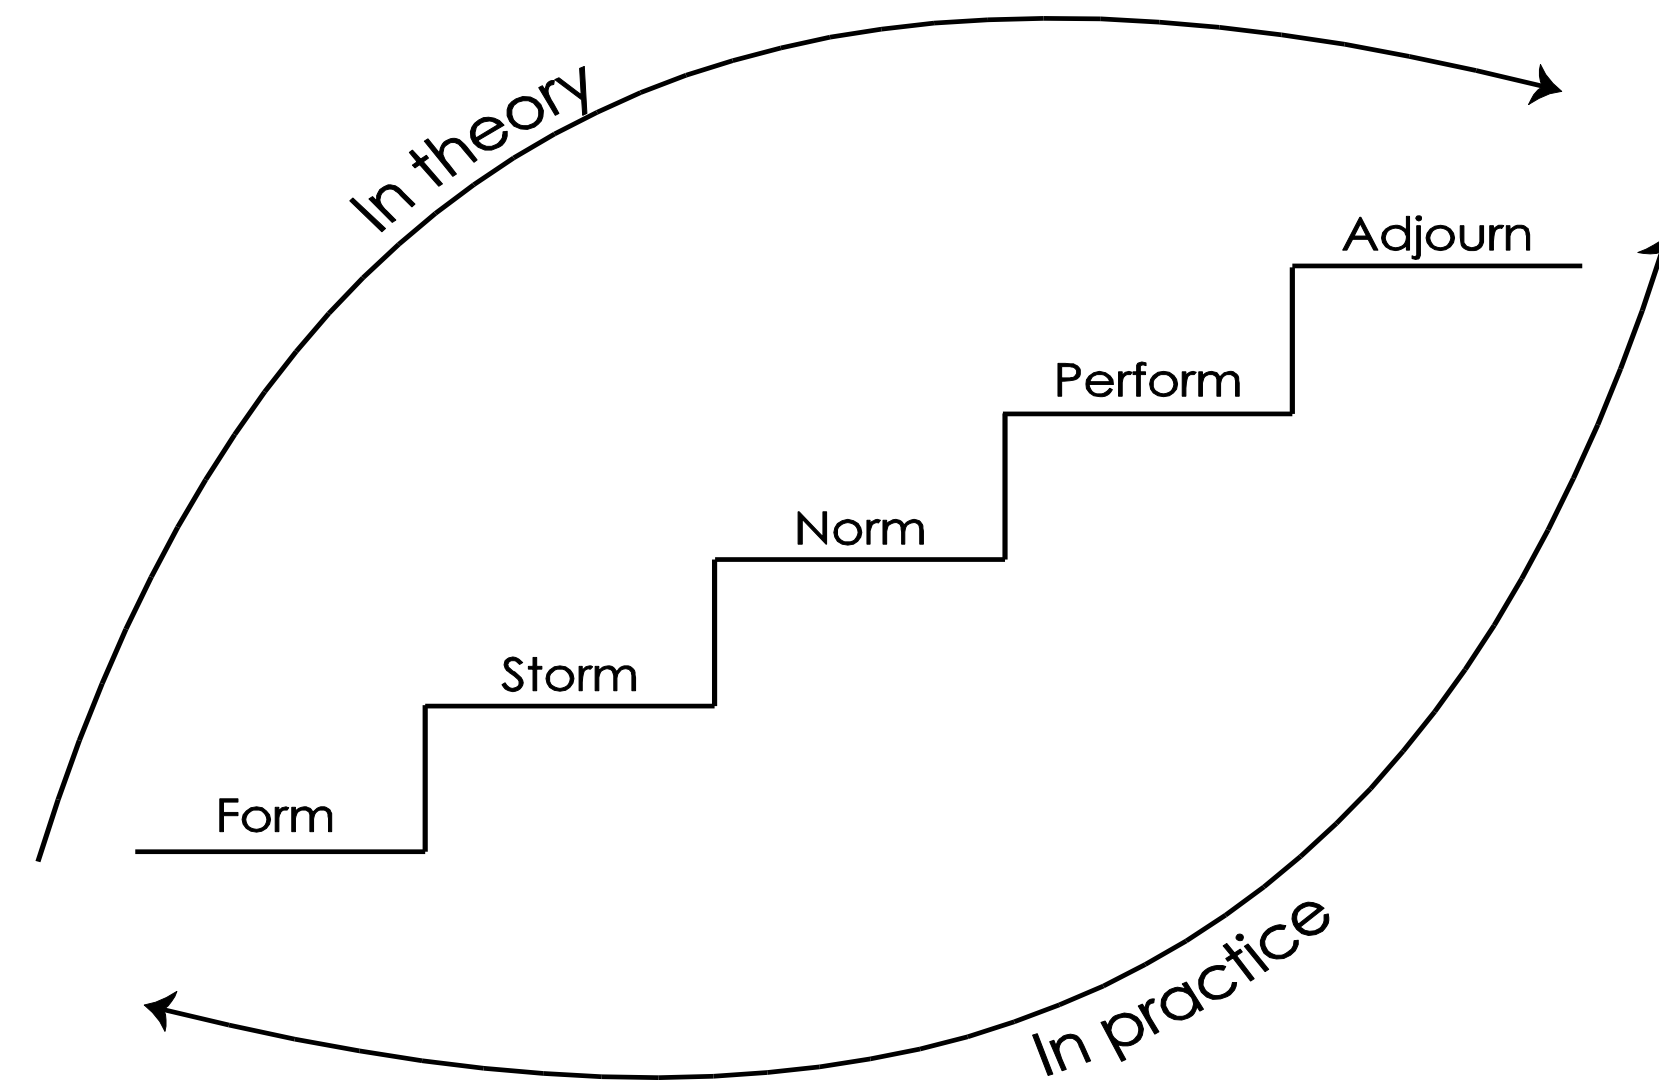 In theory
Adjourn
Perform
Norm
Storm
Form
In practice